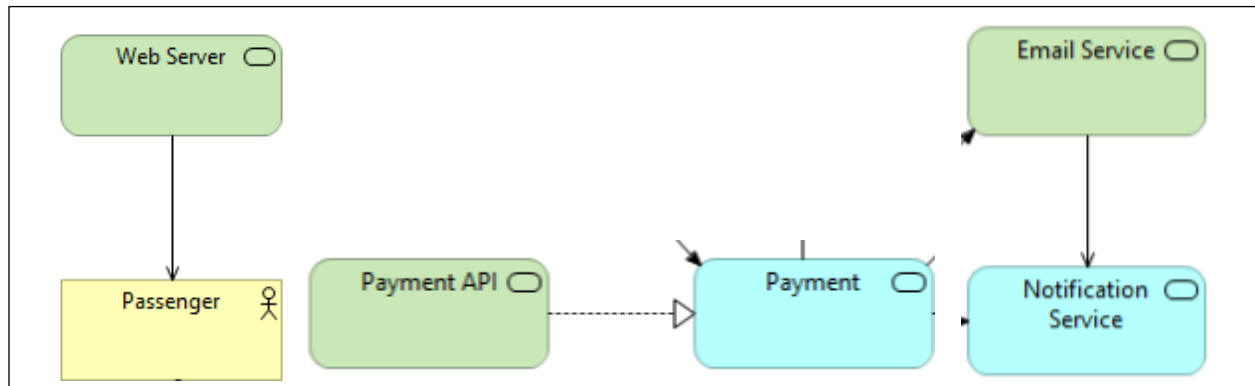 Web Server
Email Service
Passenger
Payment API
Payment
Notification
Service